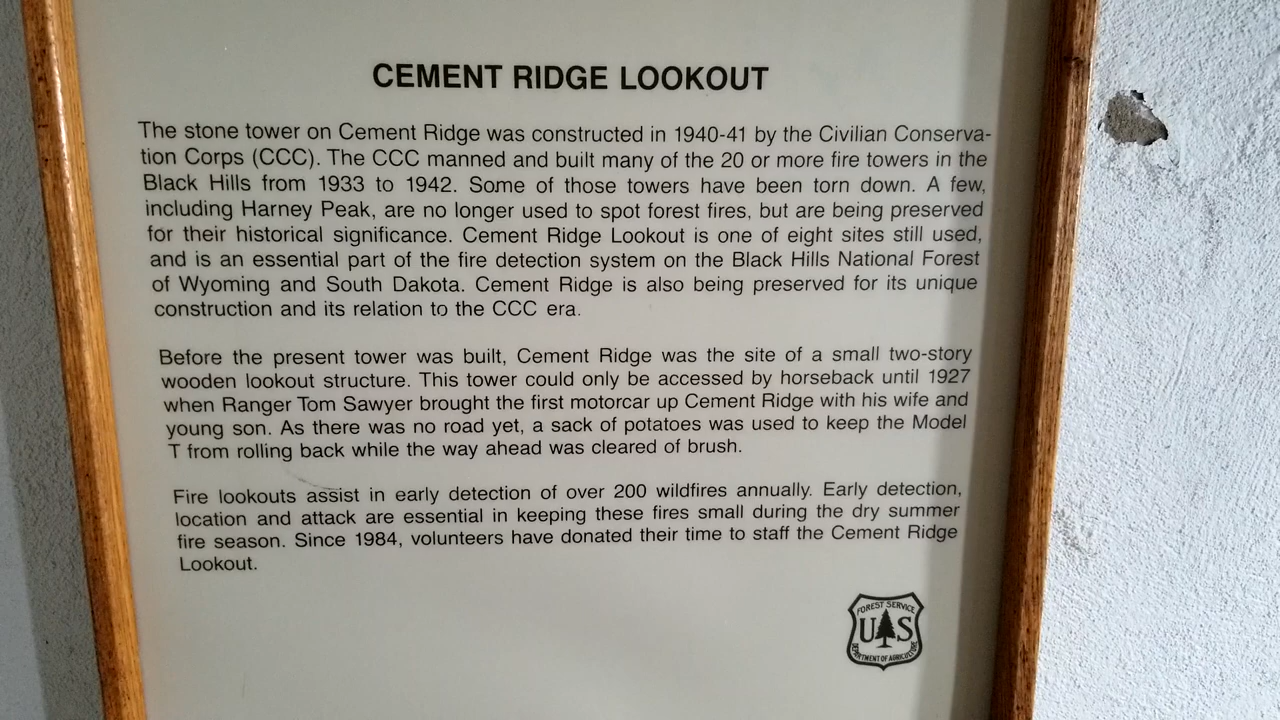 CEMENT RIDGE LOOKOUT
The stone tower on Cement Ridge was constructed in 1940-41 by the Civilian Conserva-
tion Corps (CCC). The CCC manned and built many of the 20 or more fire towers in the
Black Hills from 1933 to 1942. Some of those towers have been torn down. A few,
including Harney Peak, are no longer used to spot forest fires, but are being preserved
for their historical significance. Cement Ridge Lookout is one of eight sites still used,
and is an essential part of the fire detection system on the Black Hills National Forest
of Wyoming and South Dakota. Cement Ridge is also being preserved for its unique
construction and its relation to the CCC era.
Before the present tower was built, Cement Ridge was the site of a small two-story
wooden lookout structure. This tower could only be accessed by horseback until 1927
when Ranger Tom Sawyer brought the first motorcar up Cement Ridge with his wife and
young son. As there was no road yet, a sack of potatoes was used to keep the Model
T from rolling back while the way ahead was cleared of brush.
Fire lookouts assist in early detection of over 200 wildfires annually. Early detection,
location and attack are essential in keeping these fires small during the dry summer
fire season. Since 1984, volunteers have donated their time to staff the Cement Ridge
Lookout.
FOREST SERVICE
U S
DEPARTMENT OF AGRICULTURE